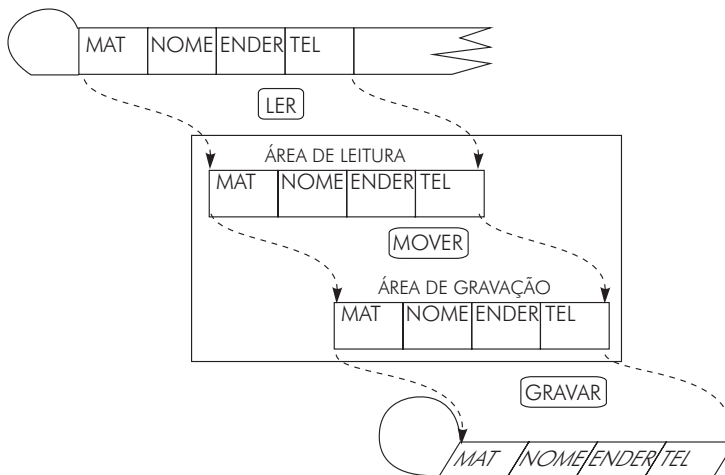 MAT NOME ENDER TEL
LER
ÁREA DE LEITURA
MAT NOME ENDER TEL
MOVER
ÁREA DE GRAVAÇÃO
MAT NOME ENDER TEL
GRAVAR
MAT NOME ENDER TEL